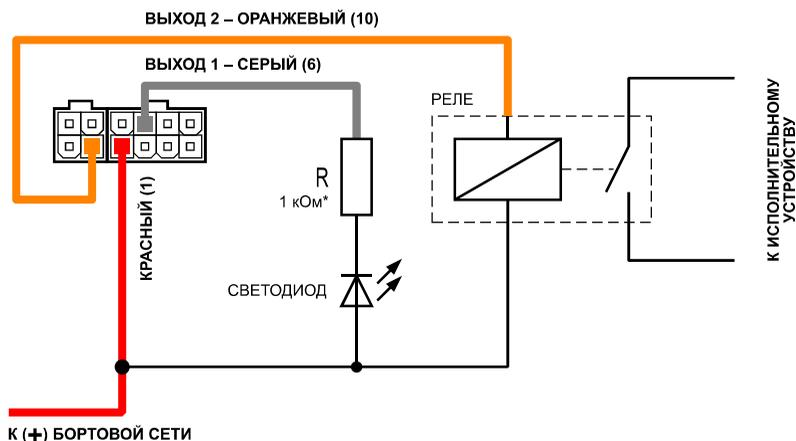 ВЫХОД 2 – ОРАНЖЕВЫЙ (10)
ВЫХОД 1 – СЕРЫЙ (6)
РЕЛЕ
R
1 кОм*
КРАСНЫЙ (1)
СВЕТОДИОД
К ИСПОЛНИТЕЛЬНОМУ
УСТРОЙСТВУ
К (+) БОРТОВОЙ СЕТИ